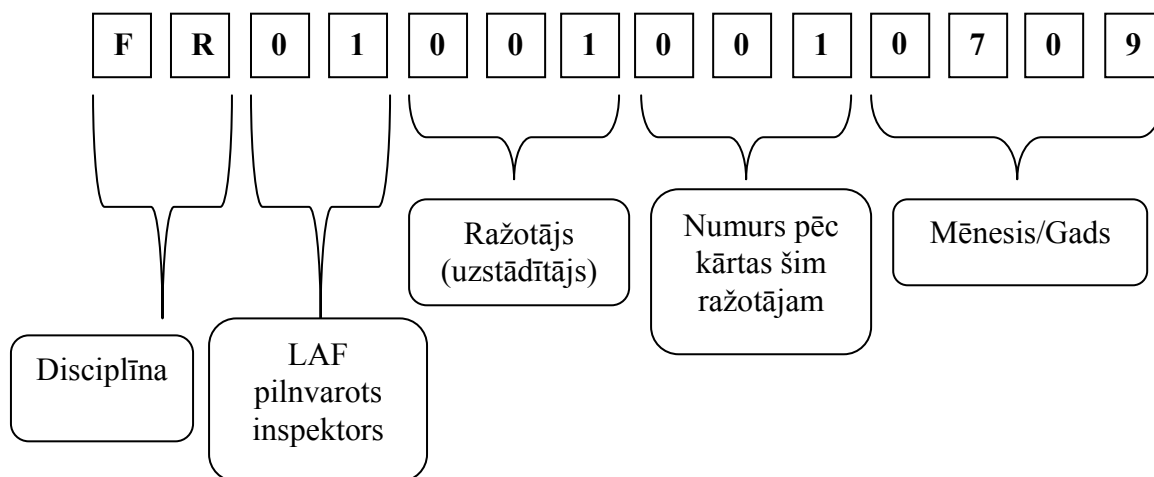 F R 0 1 0 0 1 0 0 1 0 7 0 9
Ražotājs
(uzstādītājs)
Numurs pēc
kārtas šim
ražotājam
Mēnesis/Gads
Disciplīna
LAF
pilnvarots
inspektors